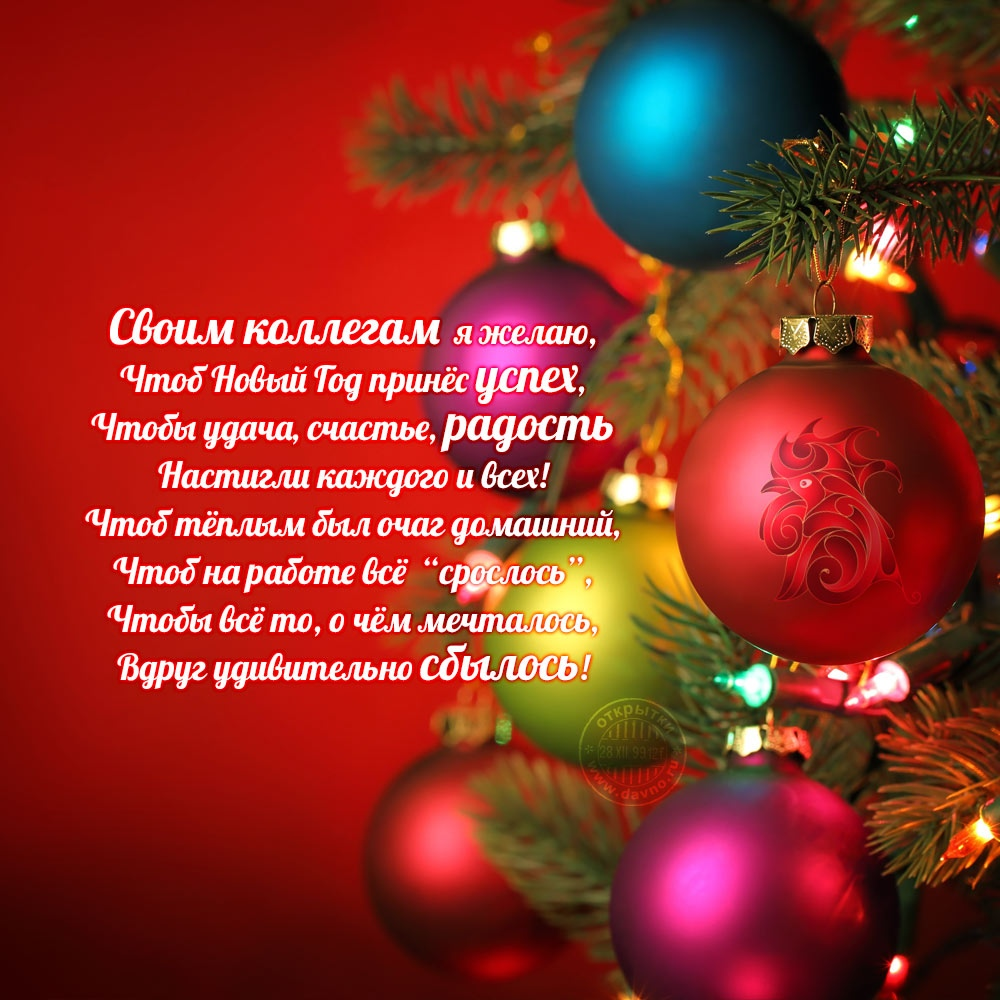 Своим коллегам я желаю,
Чтоб Новый Год принёс успех,
Чтобы удача, счастье, радость
Настигли каждого и всех!
Чтоб тёплым был очаг домашний,
Чтоб на работе всё “срослось”,
Чтобы всё то, о чём мечталось,
Вдруг удивительно сбылось!
открытки
28 XII 99
www.davno.ru